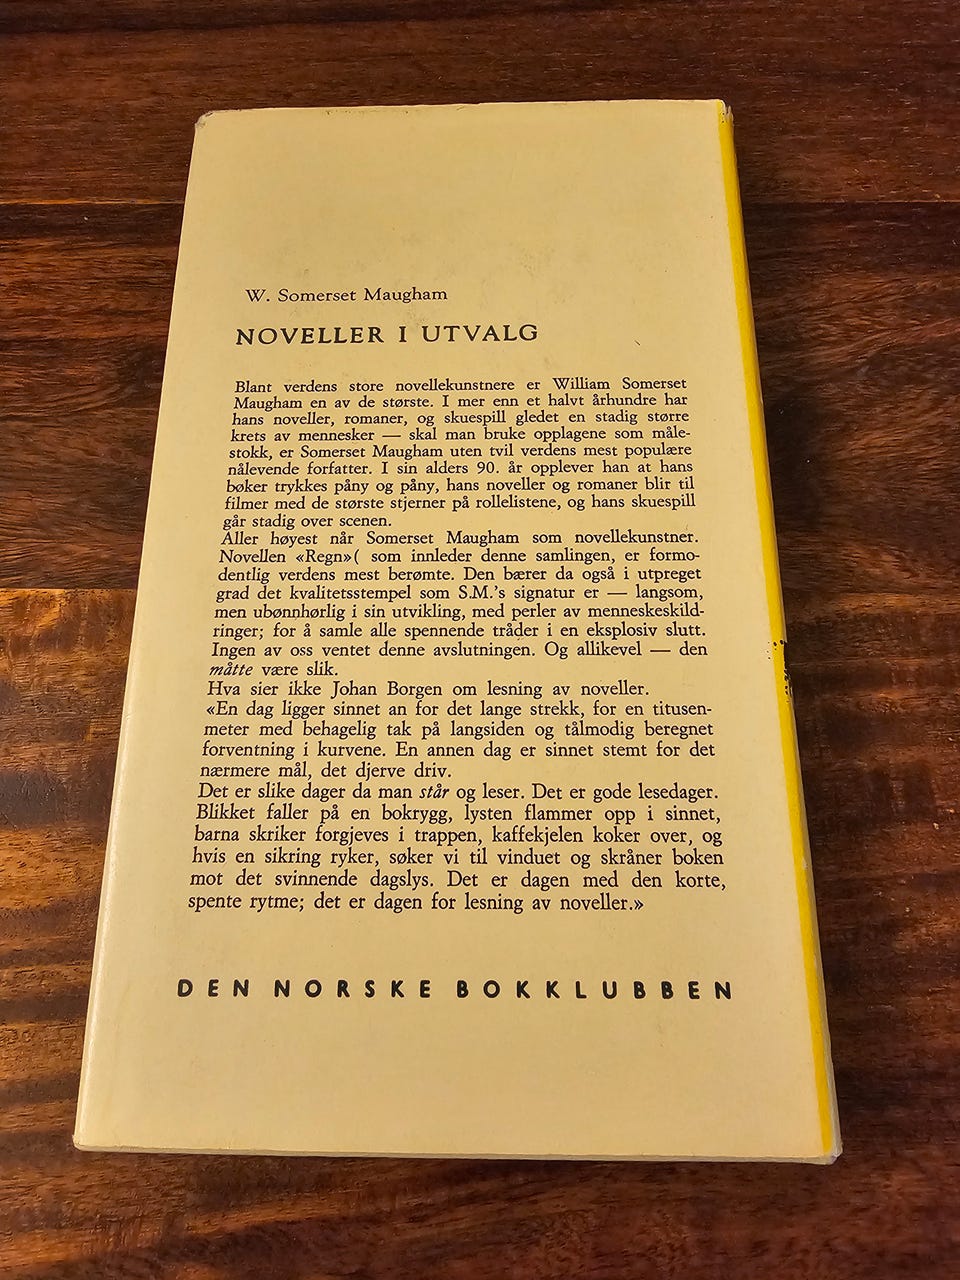 W. Somerset Maugham
NOVELLER I UTVALG
Blant verdens store novellekunstnere er William Somerset
Maugham en av de største. I mer enn et halvt århundre har
hans noveller, romaner, og skuespill gledet en stadig større
krets av mennesker — skal man bruke opplagene som måle-
stokk, er Somerset Maugham uten tvil verdens mest populære
nålevende forfatter. I sin alders 90. år opplever han at hans
bøker trykkes påny og påny, hans noveller og romaner blir til
filmer med de største stjerner på rollelistene, og hans skuespill
går stadig over scenen.
Aller høyest når Somerset Maugham som novellekunstner.
Novellen «Regn»( som innleder denne samlingen, er formo-
dentlig verdens mest berømte. Den bærer da også i utpreget
grad det kvalitetsstempel som S.M.'s signatur er — langsom,
men ubønnhørlig i sin utvikling, med perler av menneskeskild-
ringer; for å samle alle spennende tråder i en eksplosiv slutt.
Ingen av oss ventet denne avslutningen. Og allikevel — den
måtte være slik.
Hva sier ikke Johan Borgen om lesning av noveller.
«En dag ligger sinnet an for det lange strekk, for en titusen-
meter med behagelig tak på langsiden og tålmodig beregnet
forventning i kurvene. En annen dag er sinnet stemt for det
nærmere mål, det djerve driv.
Det er slike dager da man står og leser. Det er gode lesedager.
Blikket faller på en bokrygg, lysten flammer opp i sinnet,
barna skriker forgjeves i trappen, kaffekjelen koker over, og
hvis en sikring ryker, søker vi til vinduet og skråner boken
mot det svinnende dagslys. Det er dagen med den korte,
spente rytme; det er dagen for lesning av noveller.»
DEN NORSKE BOKKLUBBEN